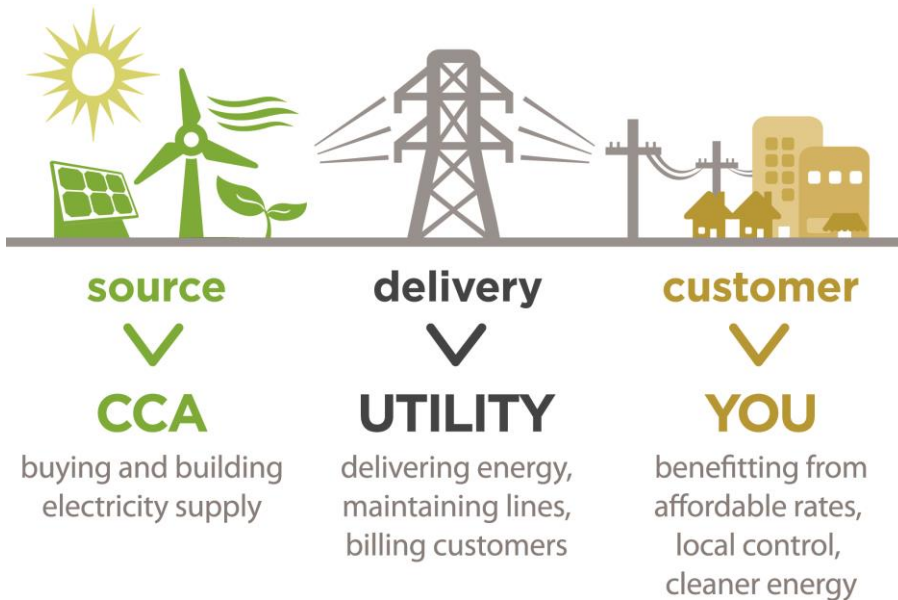 source
CCA
buying and building
electricity supply
delivery
UTILITY
delivering energy,
maintaining lines,
billing customers
customer
YOU
benefitting from
affordable rates,
local control,
cleaner energy